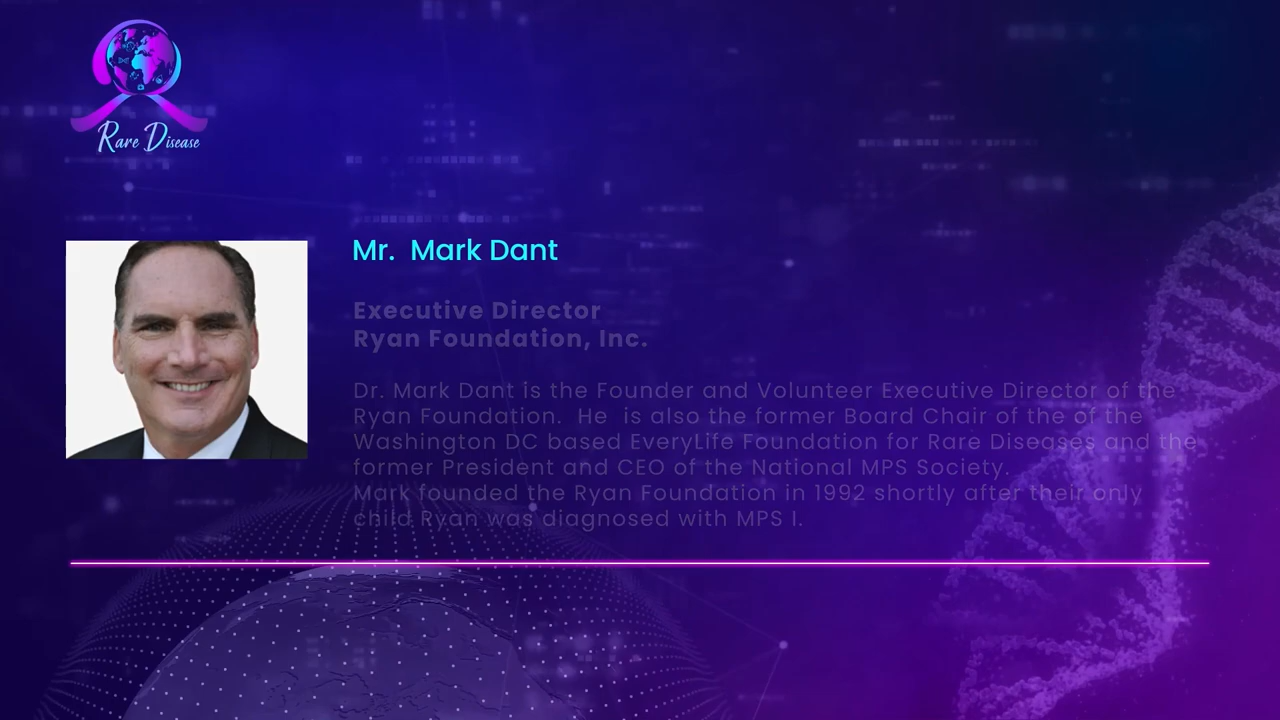 Rare Disease
Mr. Mark Dant
Executive Director
Ryan Foundation, Inc.
Dr. Mark Dant is the Founder and Volunteer Executive Director of the
Ryan Foundation. He is also the former Board Chair of the of the
Washington DC based EveryLife Foundation for Rare Diseases and the
former President and CEO of the National MPS Society.
Mark founded the Ryan Foundation in 1992 shortly after their only
child Ryan was diagnosed with MPS I.